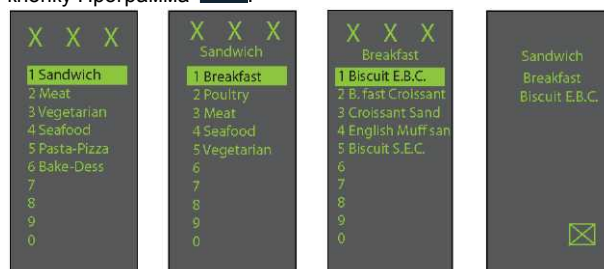 кнопку Программа
X X X
1 Sandwich
2 Meat
3 Vegetarian
4 Seafood
5 Pasta-Pizza
6 Bake-Dess
7
8
9
0
X X X
Sandwich
1 Breakfast
2 Poultry
3 Meat
4 Seafood
5 Vegetarian
6
7
8
9
0
X X X
Breakfast
1 Biscuit E.B.C.
2 B. fast Croissant
3 Croissant Sand
4 English Muff san
5 Biscuit S.E.C.
6
7
8
9
0
Sandwich
Breakfast
Biscuit E.B.C.